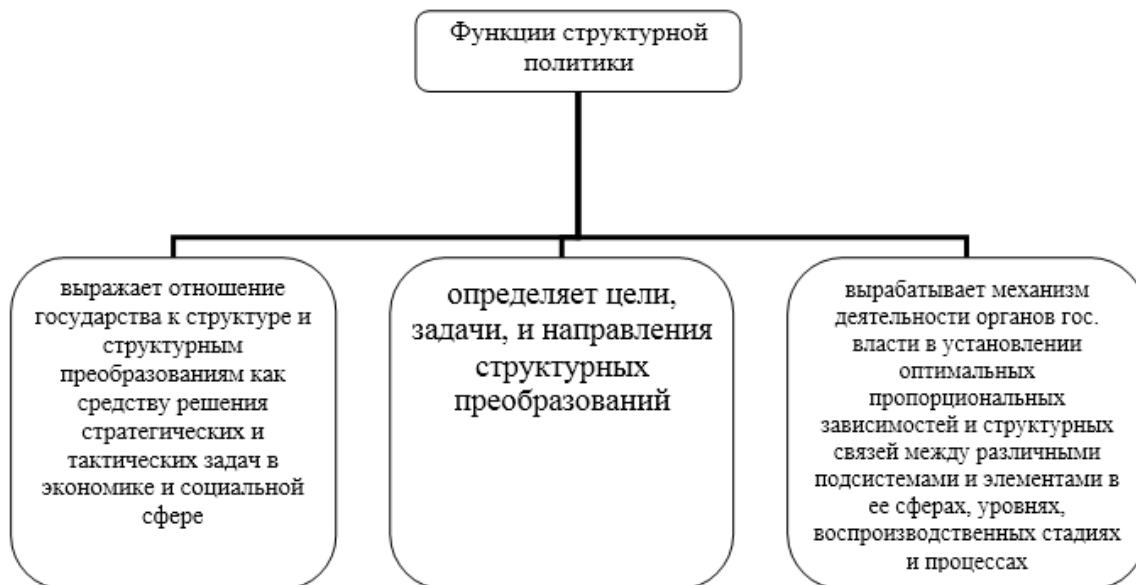 Функции структурной
политики
выражает отношение
государства к структуре и
структурным
преобразованиям как
средству решения
стратегических и
тактических задач в
экономике и социальной
сфере
определяет цели,
задачи, и направления
структурных
преобразований
вырабатывает механизм
деятельности органов гос.
власти в установлении
оптимальных
пропорциональных
зависимостей и структурных
связей между различными
подсистемами и элементами в
ее сферах, уровнях,
воспроизводственных стадиях
и процессах